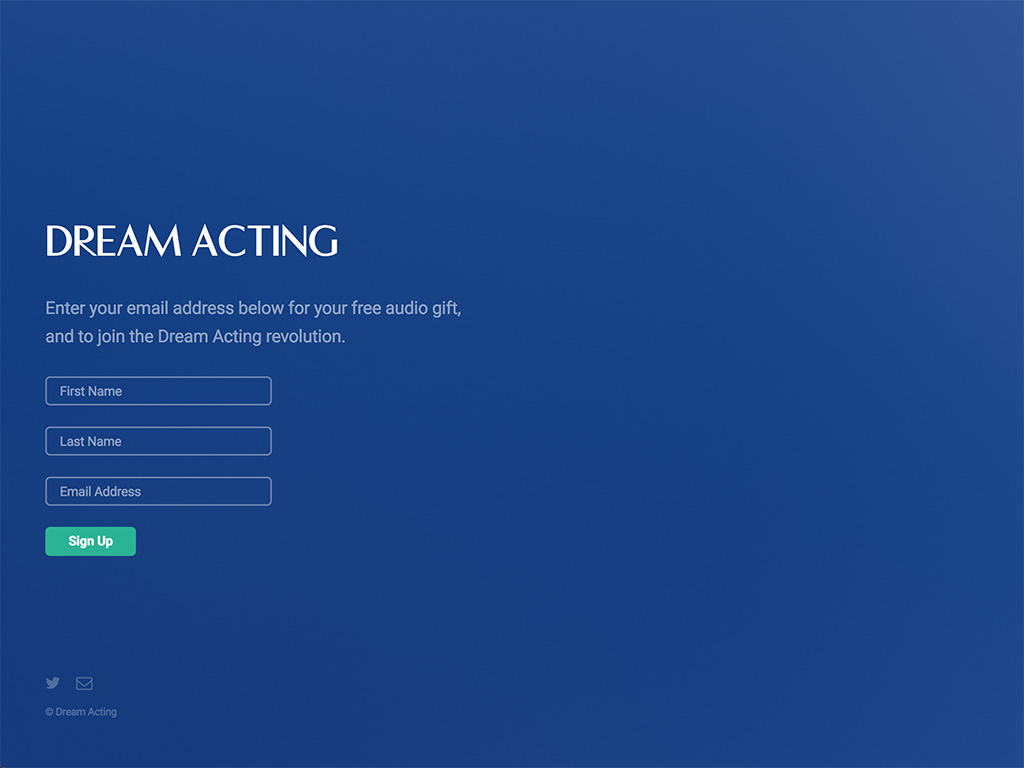 DREAM ACTING
Enter your email address below for your free audio gift,
and to join the Dream Acting revolution.
First Name
Last Name
Email Address
Sign Up
© Dream Acting